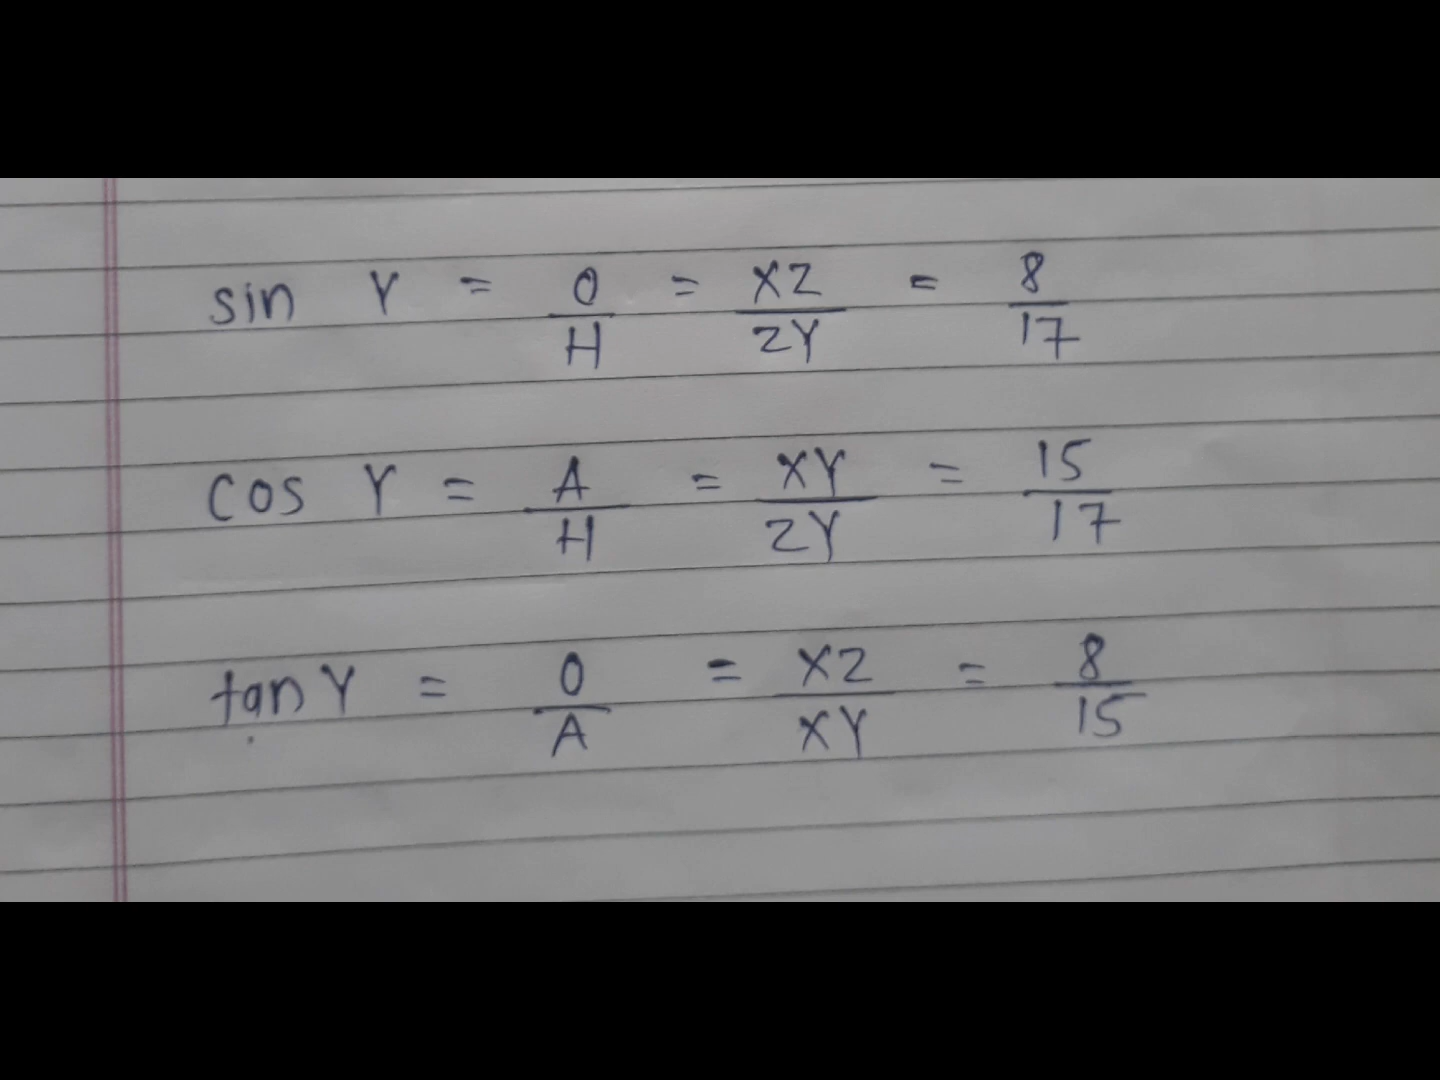 sin Y = O/H = XZ/ZY = 8/17
cos Y = A/H = XY/ZY = 15/17
tan Y = O/A = XZ/XY = 8/15